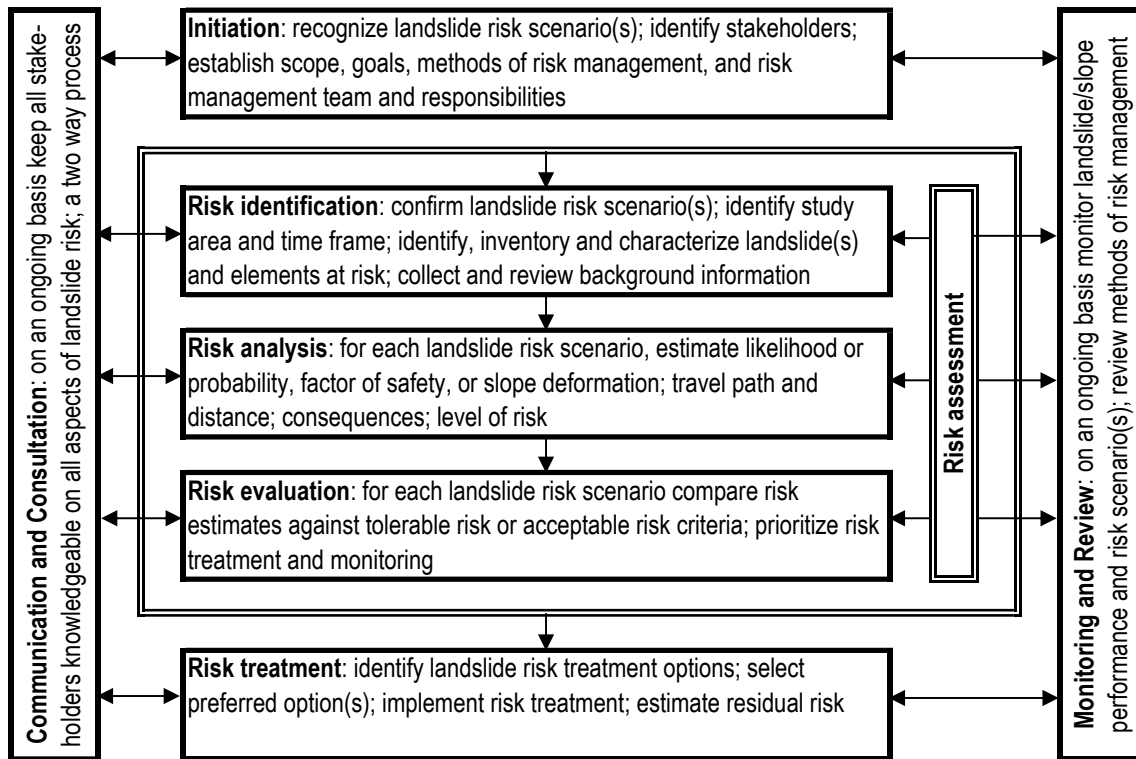 Communication and Consultation: on an ongoing basis keep all stake-
holders knowledgeable on all aspects of landslide risk; a two way process
Initiation: recognize landslide risk scenario(s); identify stakeholders;
establish scope, goals, methods of risk management, and risk
management team and responsibilities
Risk identification: confirm landslide risk scenario(s); identify study
area and time frame; identify, inventory and characterize landslide(s)
and elements at risk; collect and review background information
Risk analysis: for each landslide risk scenario, estimate likelihood or
probability, factor of safety, or slope deformation; travel path and
distance; consequences; level of risk
Risk evaluation: for each landslide risk scenario compare risk
estimates against tolerable risk or acceptable risk criteria; prioritize risk
treatment and monitoring
Risk assessment
Risk treatment: identify landslide risk treatment options; select
preferred option(s); implement risk treatment; estimate residual risk
Monitoring and Review: on an ongoing basis monitor landslide/slope
performance and risk scenario(s); review methods of risk management